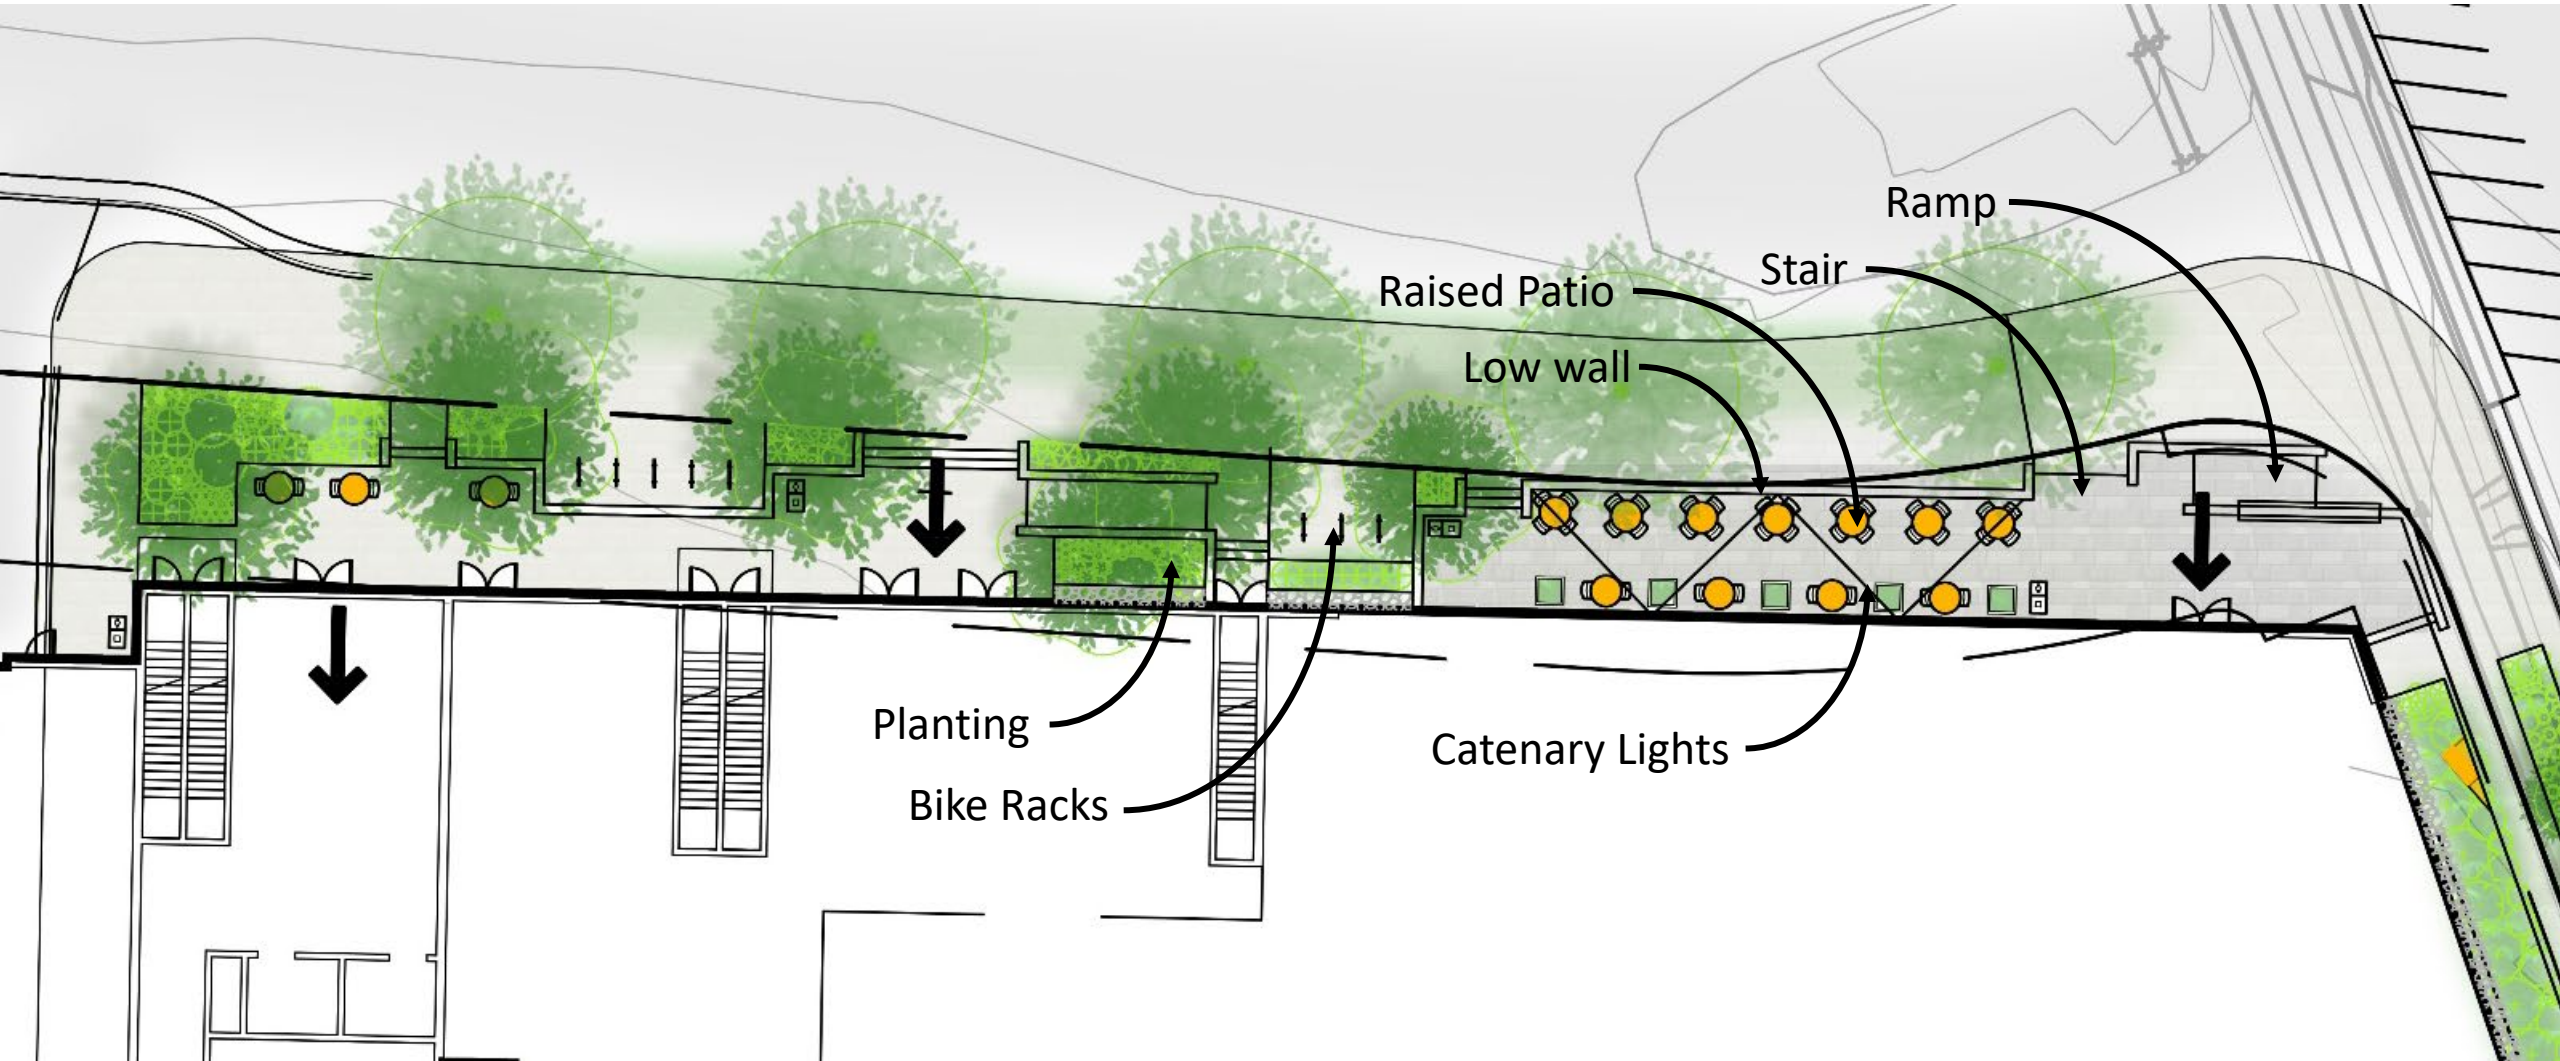 Ramp
Stair
Raised Patio
Low wall
Planting
Catenary Lights
Bike Racks